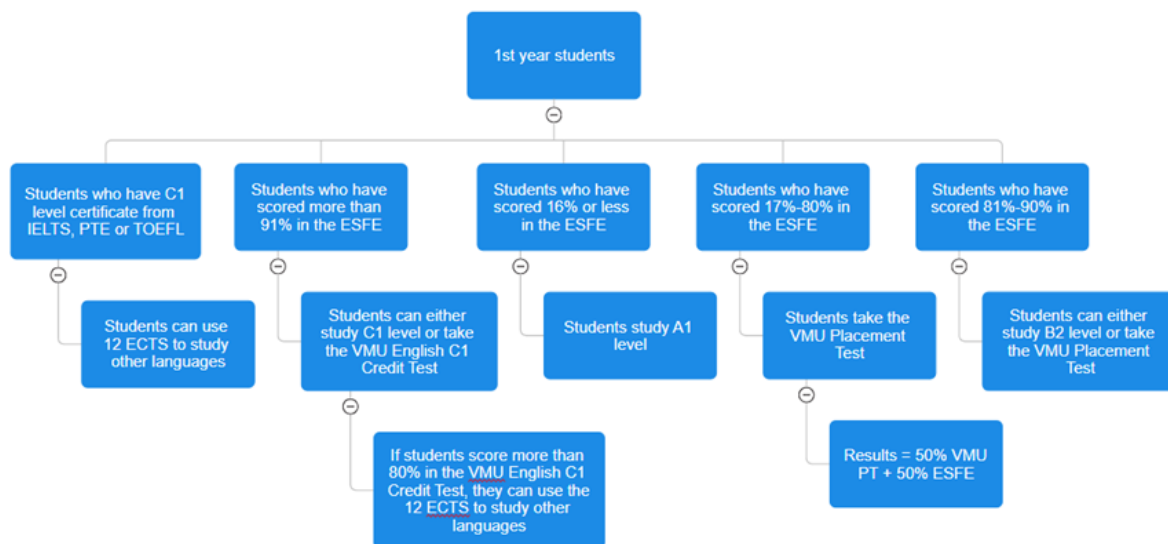 1st year students
Students who have C1
level certificate from
IELTS, PTE or TOEFL
Students who have
scored more than
91% in the ESFE
Students who have
scored 16% or less
in the ESFE
Students who have
scored 17%-80% in
the ESFE
Students who have
scored 81%-90% in
the ESFE
Students can use
12 ECTS to study
other languages
Students can either
study C1 level or take
the VMU English C1
Credit Test
Students study A1
level
Students take the
VMU Placement
Test
Students can either
study B2 level or take
the VMU Placement
Test
If students score more than
80% in the VMU English C1
Credit Test, they can use the
12 ECTS to study other
languages
Results = 50% VMU
PT + 50% ESFE